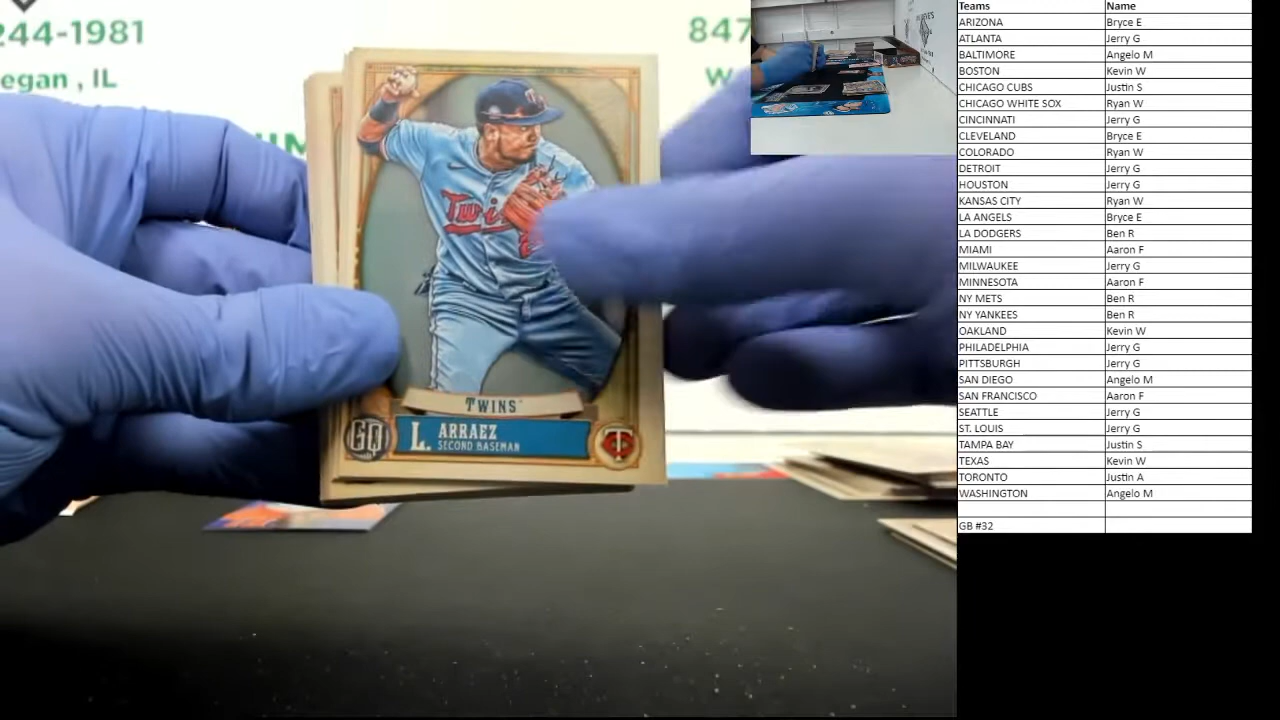 244-1981
egan , IL
847
W
Twi
TWINS
GQ
L. ARRAEZ
SECOND BASEMAN
T
Teams Name
ARIZONA Bryce E
ATLANTA Jerry G
BALTIMORE Angelo M
BOSTON Kevin W
CHICAGO CUBS Justin S
CHICAGO WHITE SOX Ryan W
CINCINNATI Jerry G
CLEVELAND Bryce E
COLORADO Ryan W
DETROIT Jerry G
HOUSTON Jerry G
KANSAS CITY Ryan W
LA ANGELS Bryce E
LA DODGERS Ben R
MIAMI Aaron F
MILWAUKEE Jerry G
MINNESOTA Aaron F
NY METS Ben R
NY YANKEES Ben R
OAKLAND Kevin W
PHILADELPHIA Jerry G
PITTSBURGH Jerry G
SAN DIEGO Angelo M
SAN FRANCISCO Aaron F
SEATTLE Jerry G
ST. LOUIS Jerry G
TAMPA BAY Justin S
TEXAS Kevin W
TORONTO Justin A
WASHINGTON Angelo M
GB #32